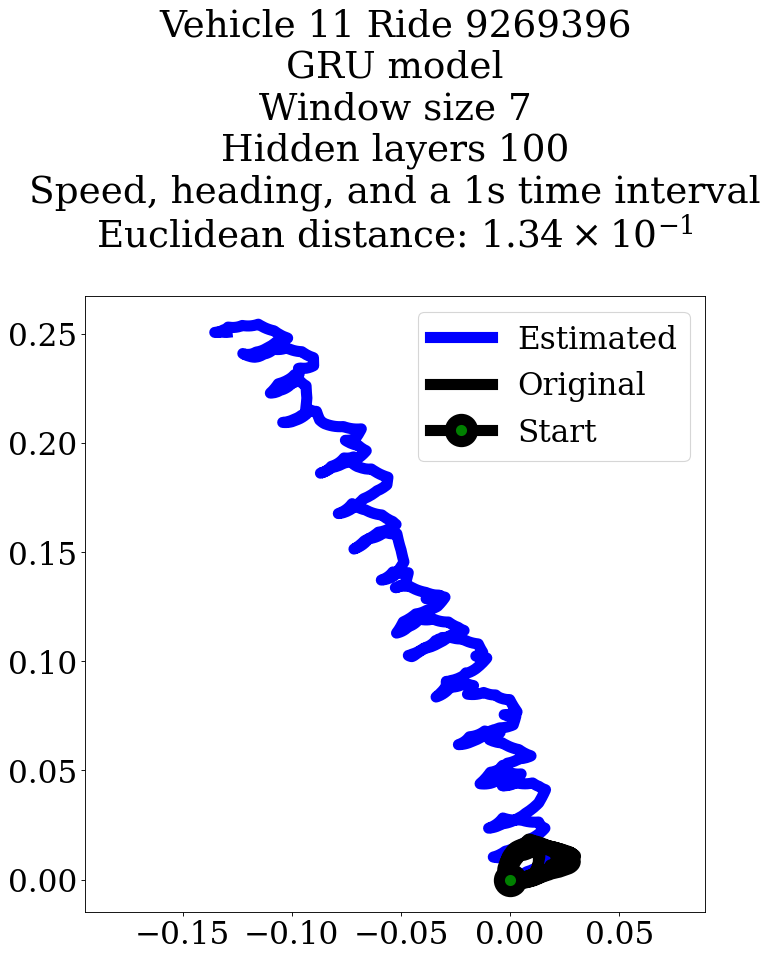 Vehicle 11 Ride 9269396
GRU model
Window size 7
Hidden layers 100
Speed, heading, and a 1s time interval
Euclidean distance: 1.34 × 10⁻¹
Estimated
Original
Start
0.25
0.20
0.15
0.10
0.05
0.00
−0.15 −0.10 −0.05 0.00 0.05